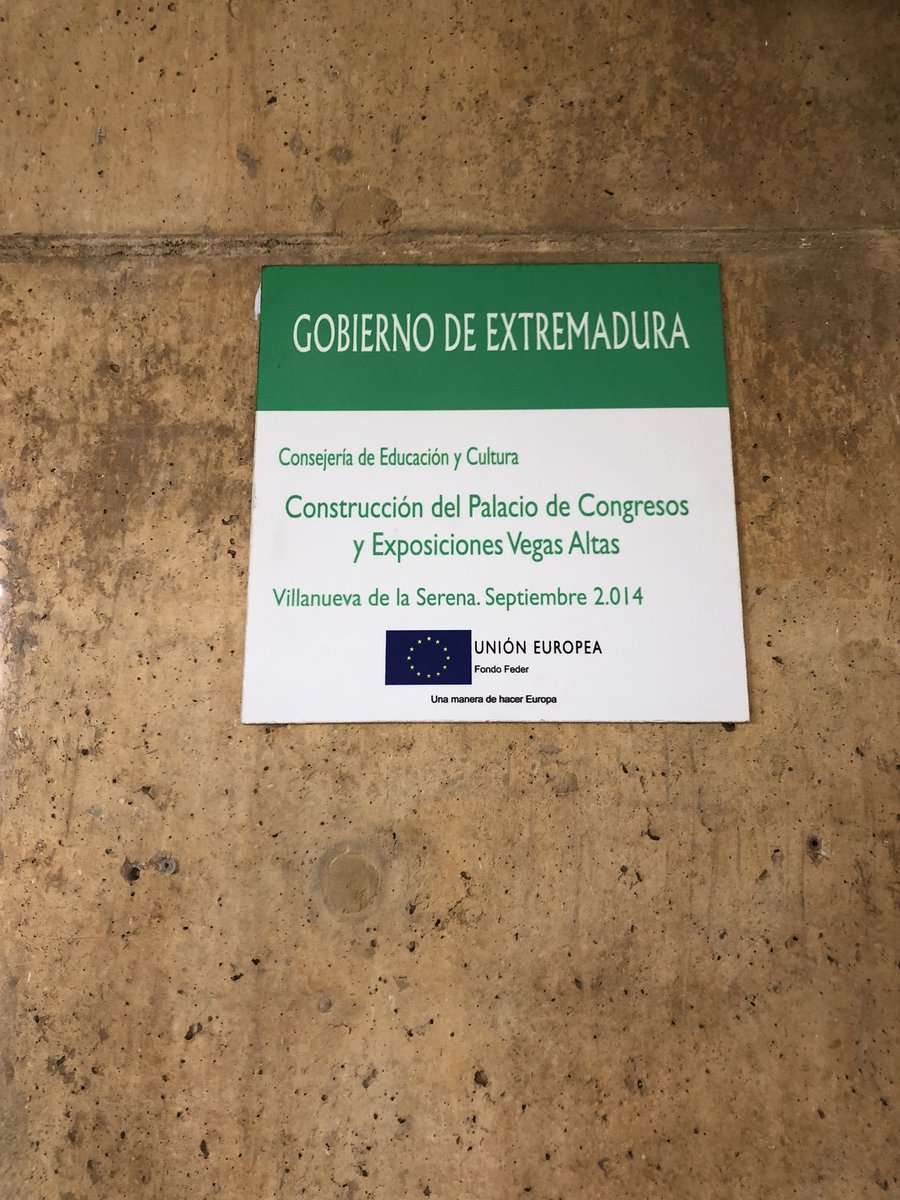 GOBIERNO DE EXTREMADURA
Consejería de Educación y Cultura
Construcción del Palacio de Congresos
y Exposiciones Vegas Altas
Villanueva de la Serena. Septiembre 2.014
UNIÓN EUROPEA
Fondo Feder
Una manera de hacer Europa